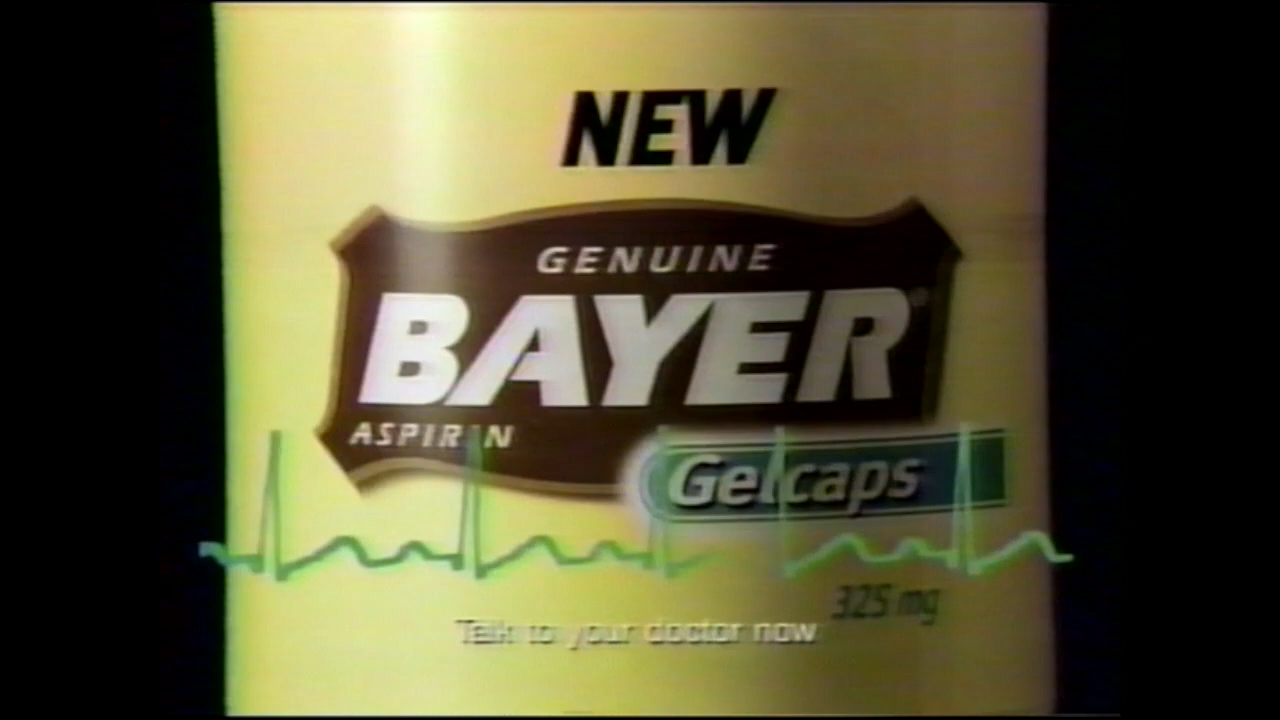 NEW
GENUINE
BAYER®
ASPIRIN
Gelcaps
325 mg
Talk to your doctor now